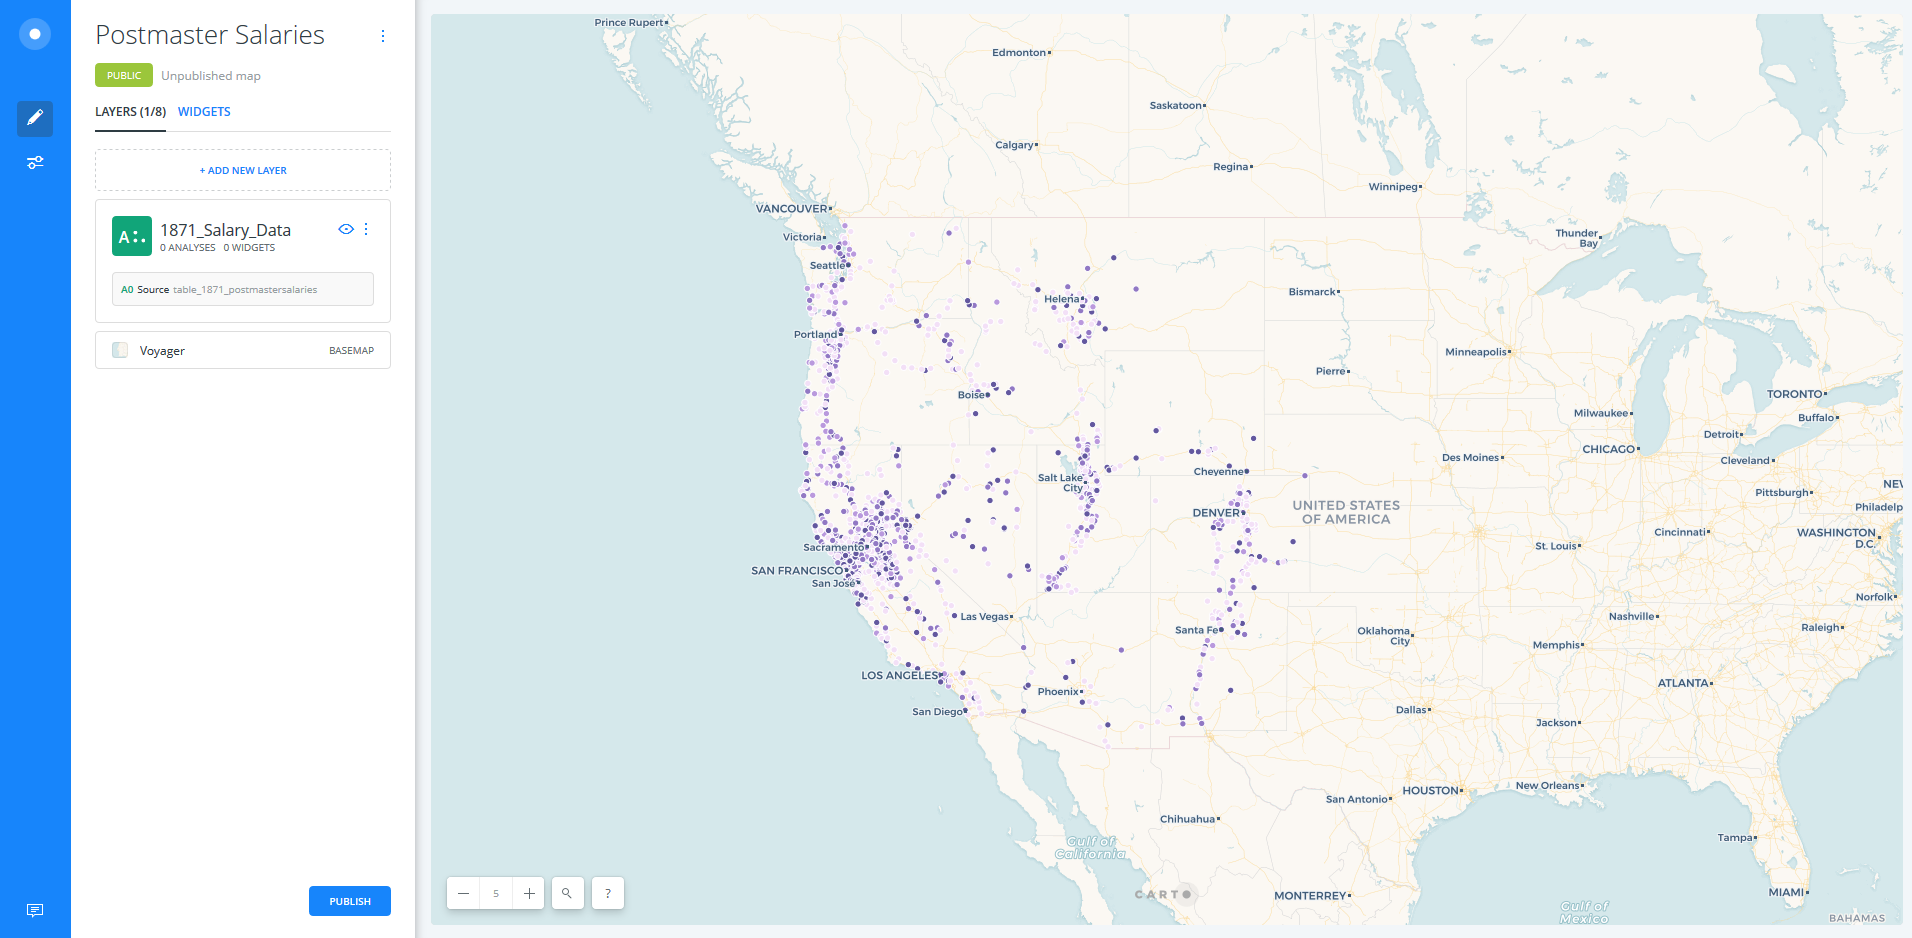 Postmaster Salaries
PUBLIC Unpublished map
LAYERS (1/8) WIDGETS
+ ADD NEW LAYER
A
1871_Salary_Data
0 ANALYSES 0 WIDGETS
A0 Source table_1871_postmastersalaries
Voyager BASEMAP
PUBLISH
Prince Rupert
Edmonton
Saskatoon
Calgary
Regina
Winnipeg
VANCOUVER
Victoria
Thunder
Bay
Seattle
Bismarck
Helena
Portland
Minneapolis
Pierre
Boise
TORONTO
Milwaukee
Buffalo
Detroit
CHICAGO
Des Moines
Cleveland
Cheyenne
Salt Lake
City
NEW
Pittsburgh
UNITED STATES
OF AMERICA
DENVER
Philadelp
Cincinnati
WASHINGTON
D.C.
Sacramento
St. Louis
SAN FRANCISCO
San José
Norfolk
Las Vegas
Nashville
Santa Fe
Oklahoma
City
Raleigh
Memphis
LOS ANGELES
ATLANTA
Phoenix
San Diego
Dallas
Jackson
New Orleans
HOUSTON
San Antonio
Chihuahua
Tampa
Gulf of
California
MIAMI
MONTERREY
Gulf of
Mexico
BAHAMAS
5
?
CARTO